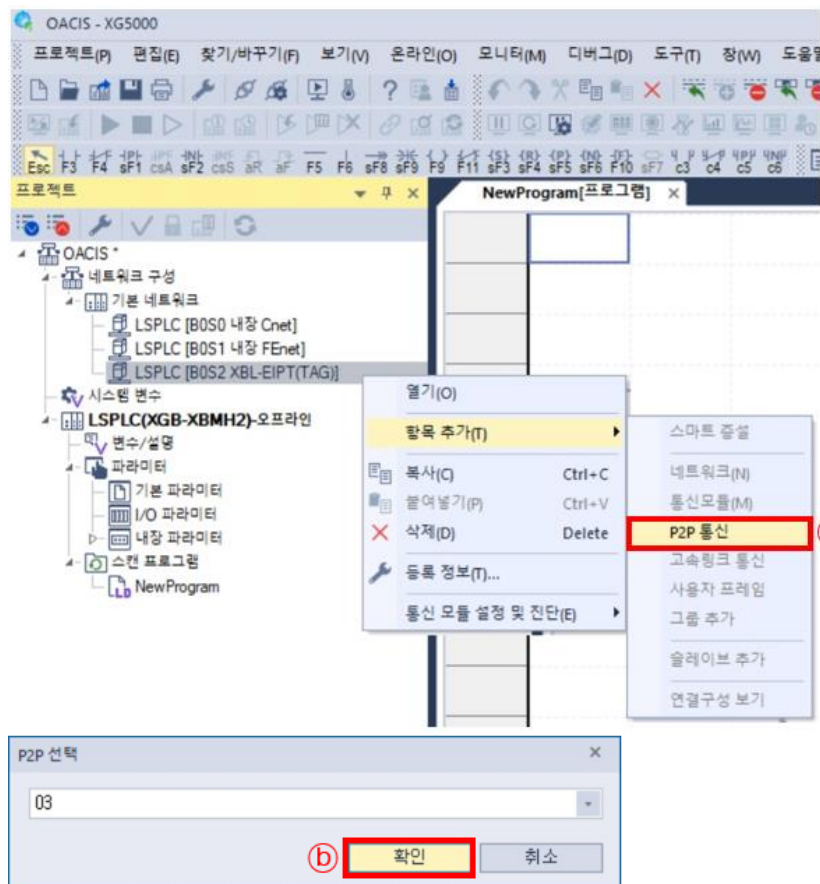 OACIS - XG5000
프로젝트(P) 편집(E) 찾기/바꾸기(F) 보기(V) 온라인(O) 모니터(M) 디버그(D) 도구(T) 창(W) 도움말
Esc F3 F4 sF1 csA sF2 csS aR aF F5 F6 sF8 sF9 F9 F11 sF3 sF4 sF5 sF6 F10 sF7 c3 c4 c5 c6
프로젝트
NewProgram[프로그램]
OACIS *
네트워크 구성
기본 네트워크
LSPLC [B0S0 내장 Cnet]
LSPLC [B0S1 내장 FEnet]
LSPLC [B0S2 XBL-EIPT(TAG)]
시스템 변수
LSPLC(XGB-XBMH2)-오프라인
변수/설명
파라미터
기본 파라미터
I/O 파라미터
내장 파라미터
스캔 프로그램
NewProgram
열기(O)
항목 추가(T)
복사(C) Ctrl+C
붙여넣기(P) Ctrl+V
삭제(D) Delete
등록 정보(T)...
통신 모듈 설정 및 진단(E)
스마트 증설
네트워크(N)
통신모듈(M)
P2P 통신
고속링크 통신
사용자 프레임
그룹 추가
슬레이브 추가
연결구성 보기
P2P 선택
03
ⓑ 확인 취소